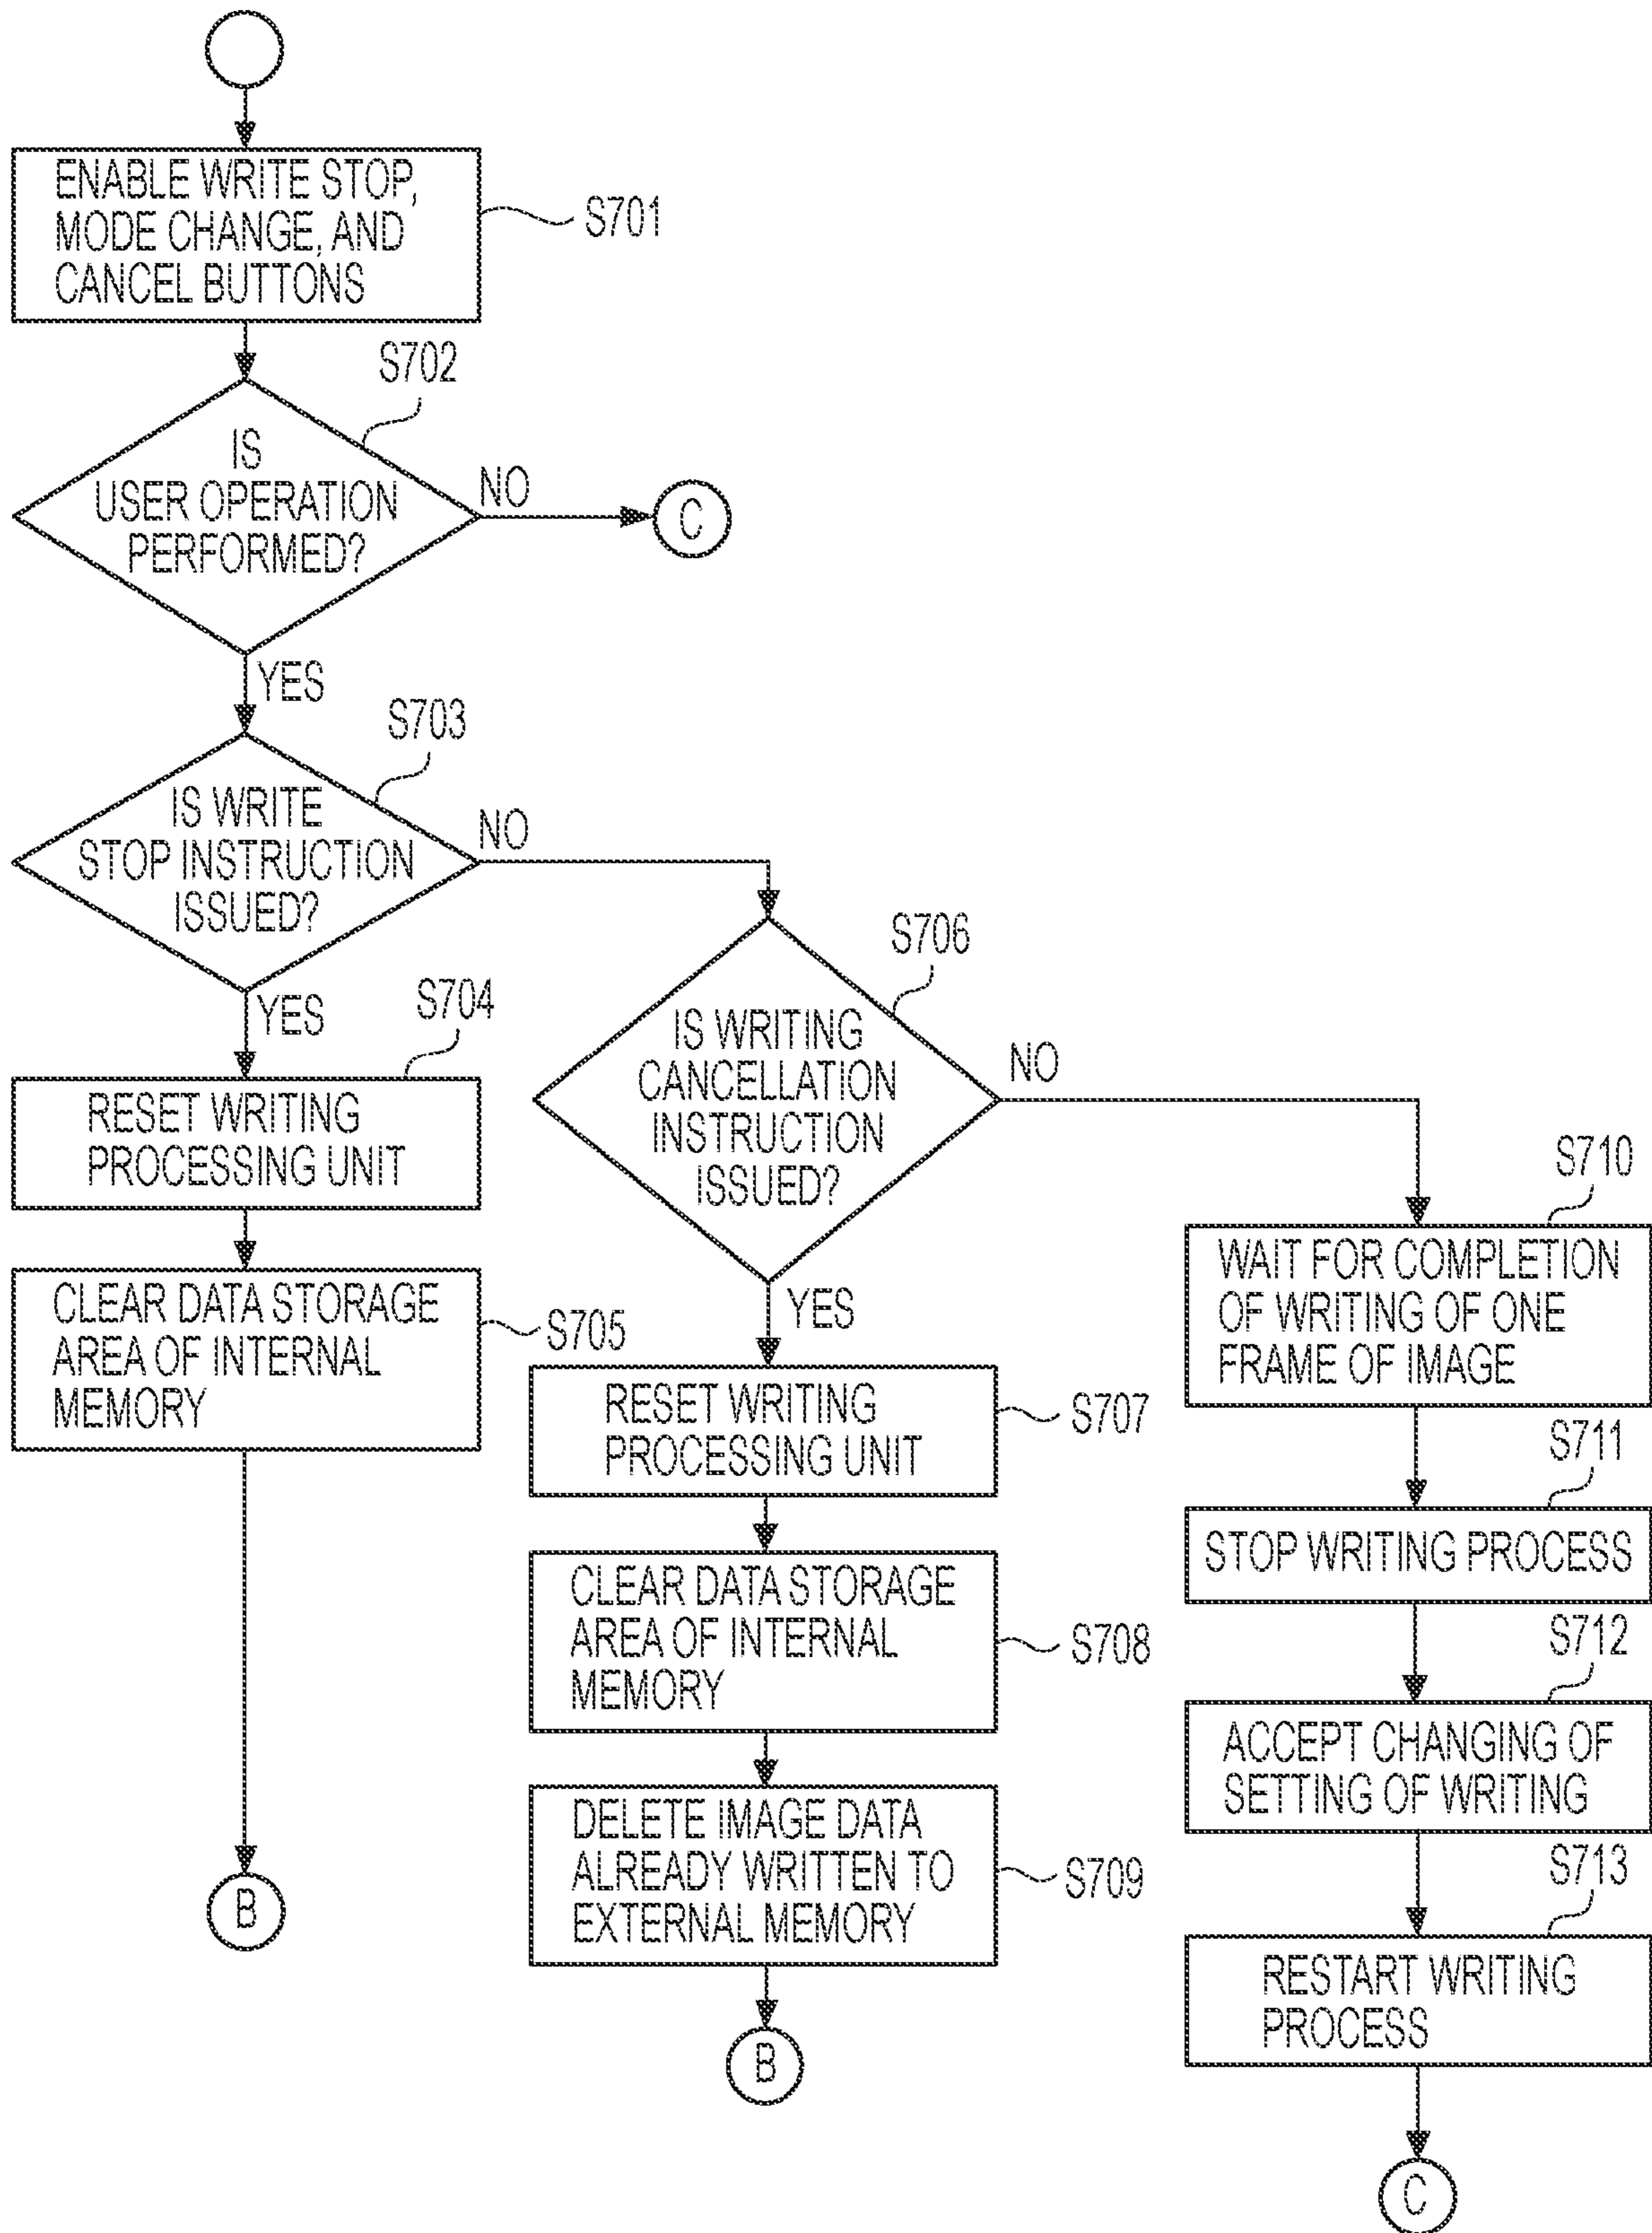 ENABLE WRITE STOP,
MODE CHANGE, AND
CANCEL BUTTONS
S701
S702
IS
USER OPERATION
PERFORMED?
NO
C
YES
S703
IS WRITE
STOP INSTRUCTION
ISSUED?
NO
YES
S704
RESET WRITING
PROCESSING UNIT
CLEAR DATA STORAGE
AREA OF INTERNAL
MEMORY
S705
B
S706
IS WRITING
CANCELLATION
INSTRUCTION
ISSUED?
NO
YES
RESET WRITING
PROCESSING UNIT
S707
CLEAR DATA STORAGE
AREA OF INTERNAL
MEMORY
S708
DELETE IMAGE DATA
ALREADY WRITTEN TO
EXTERNAL MEMORY
S709
B
S710
WAIT FOR COMPLETION
OF WRITING OF ONE
FRAME OF IMAGE
S711
STOP WRITING PROCESS
S712
ACCEPT CHANGING OF
SETTING OF WRITING
S713
RESTART WRITING
PROCESS
C